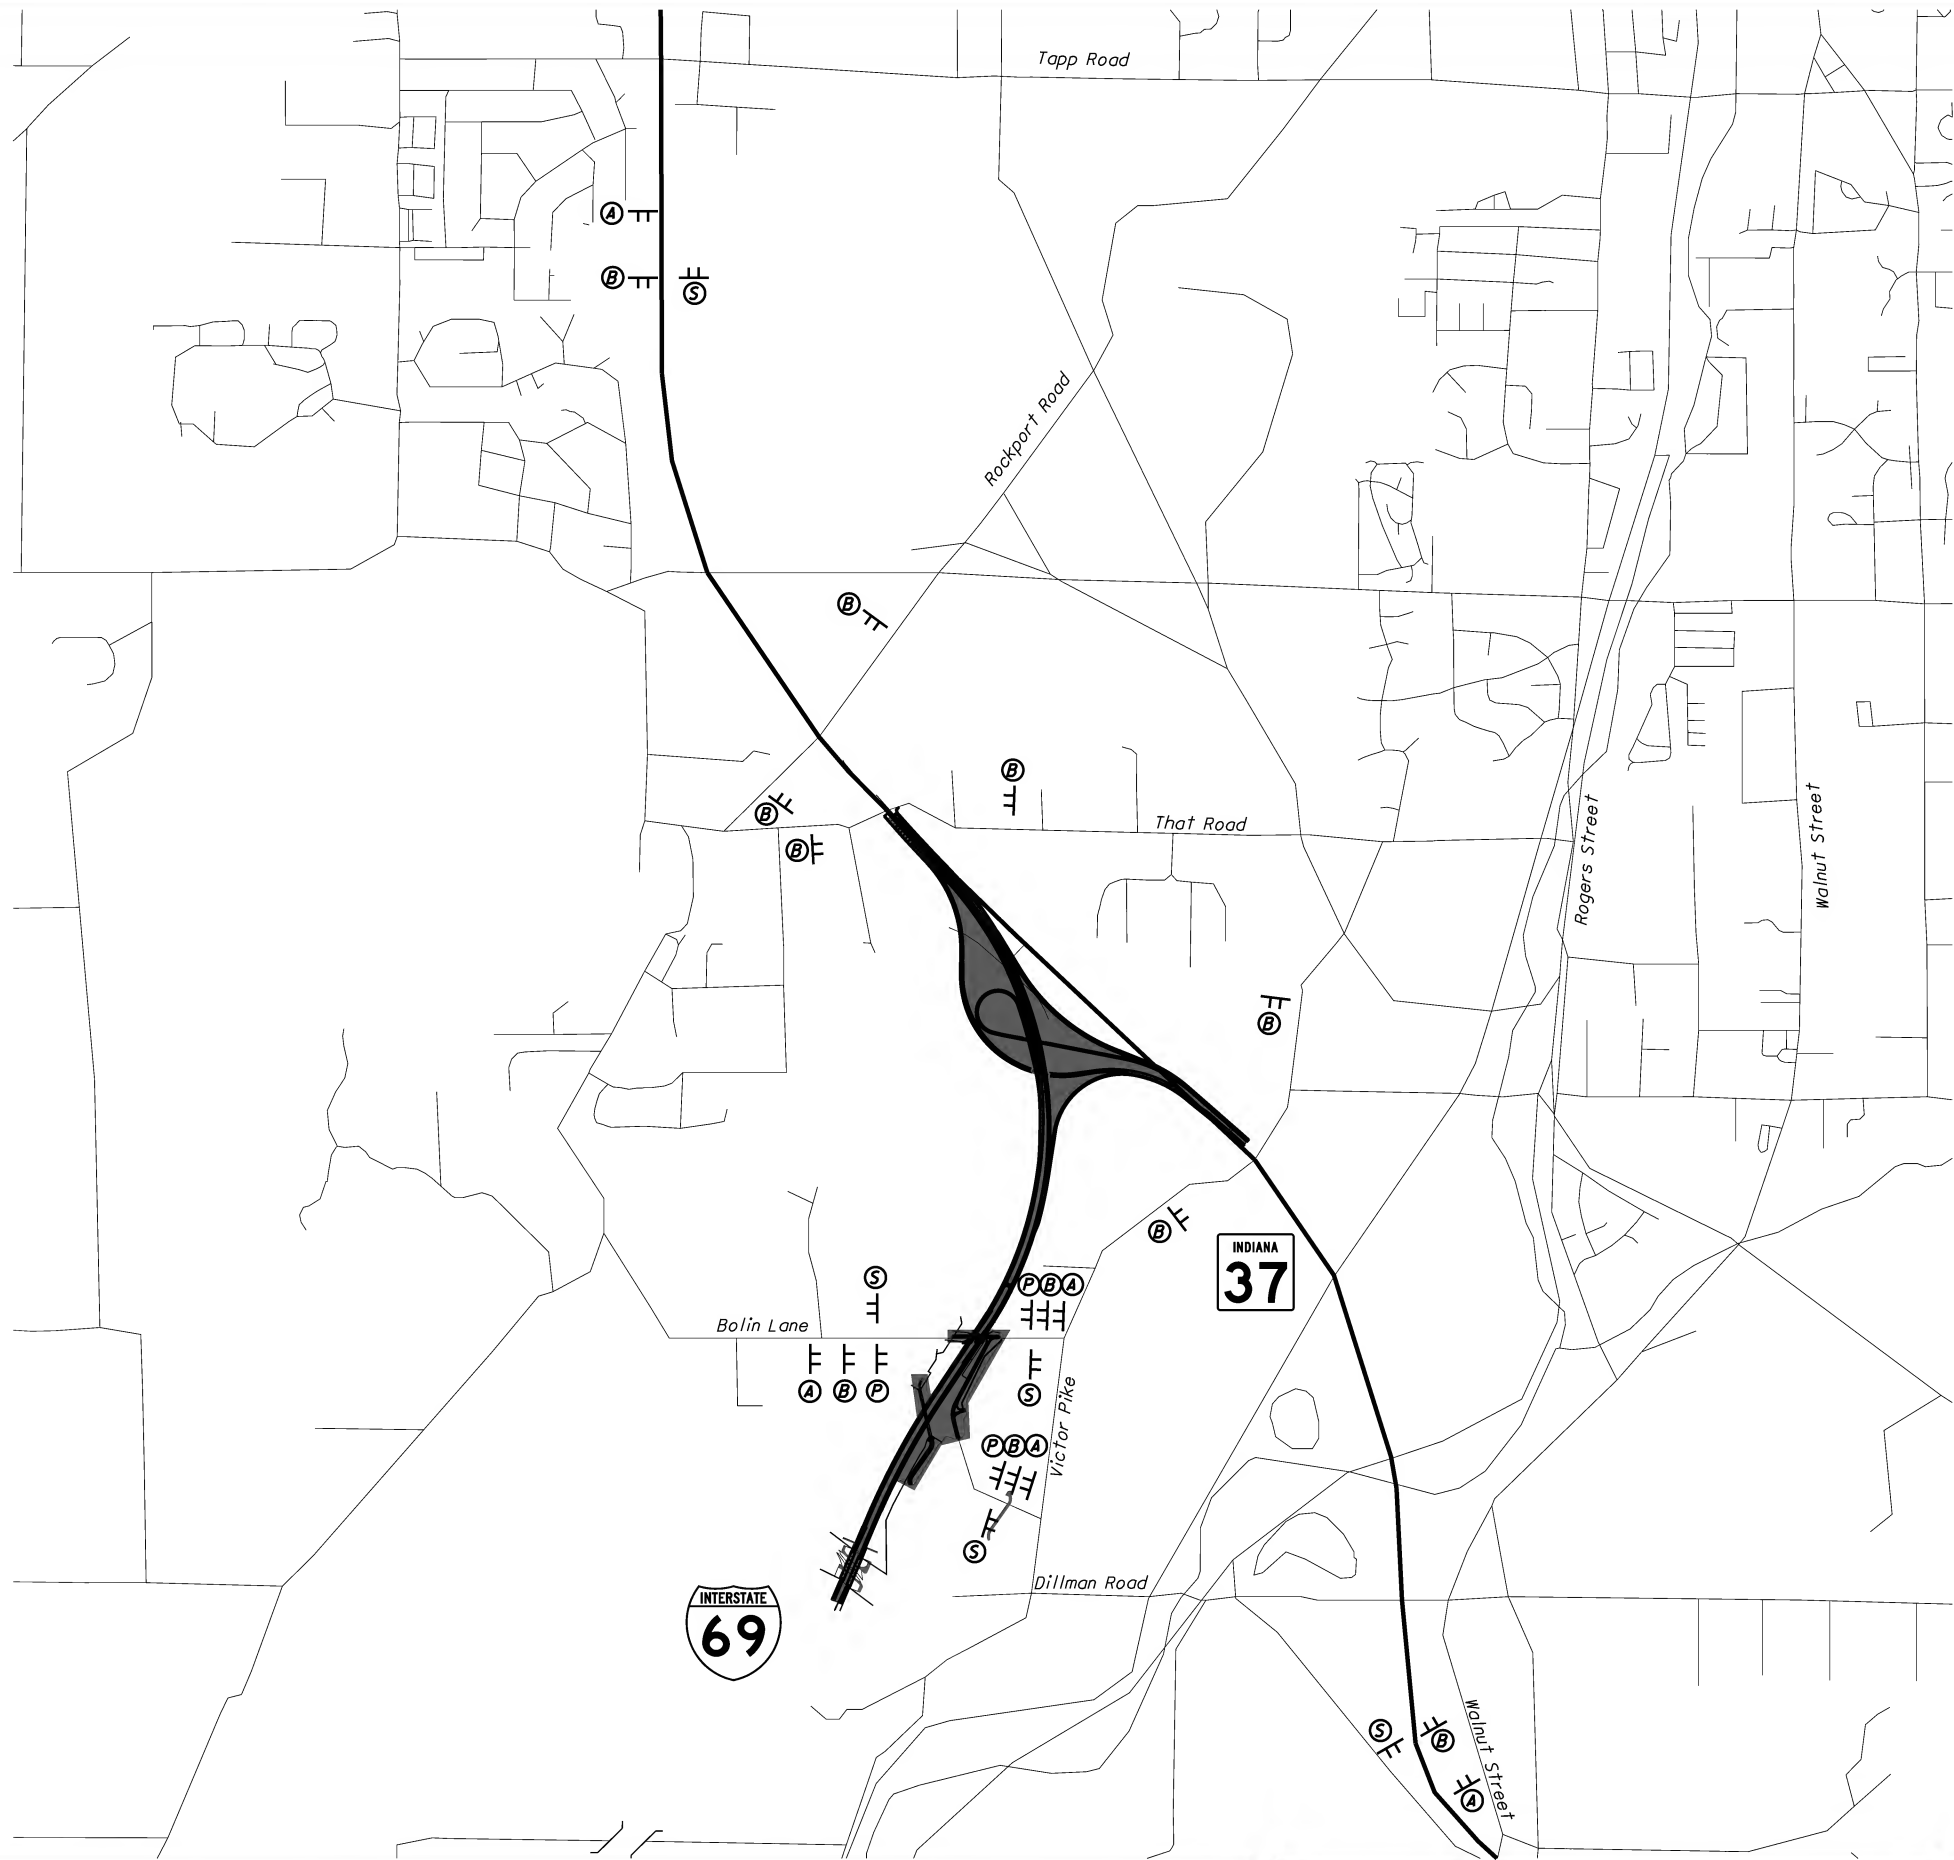 Tapp Road
A
B
S
Rockport Road
B
B
That Road
B
B
Rogers Street
Walnut Street
B
B
INDIANA
37
S
P B A
Bolin Lane
A B P
S
Victor Pike
P B A
S
Dillman Road
INTERSTATE
69
Walnut Street
S
B
A